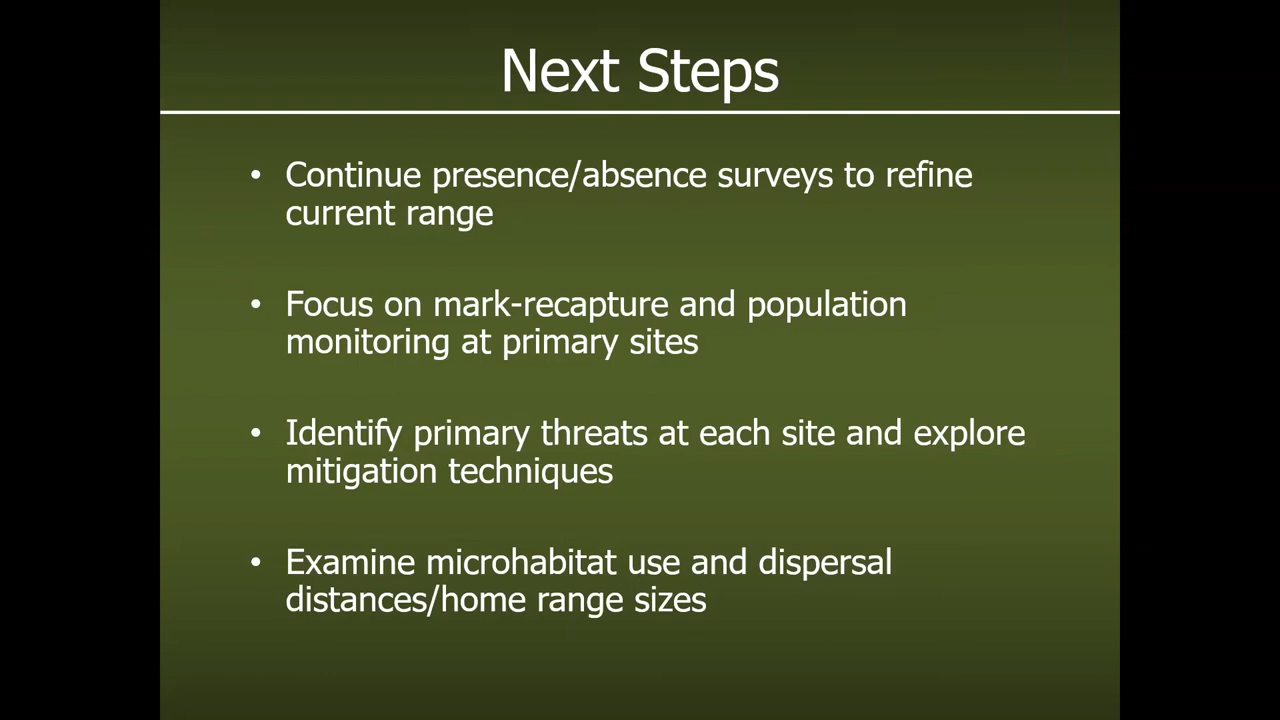 Next Steps
• Continue presence/absence surveys to refine
current range
• Focus on mark-recapture and population
monitoring at primary sites
• Identify primary threats at each site and explore
mitigation techniques
• Examine microhabitat use and dispersal
distances/home range sizes